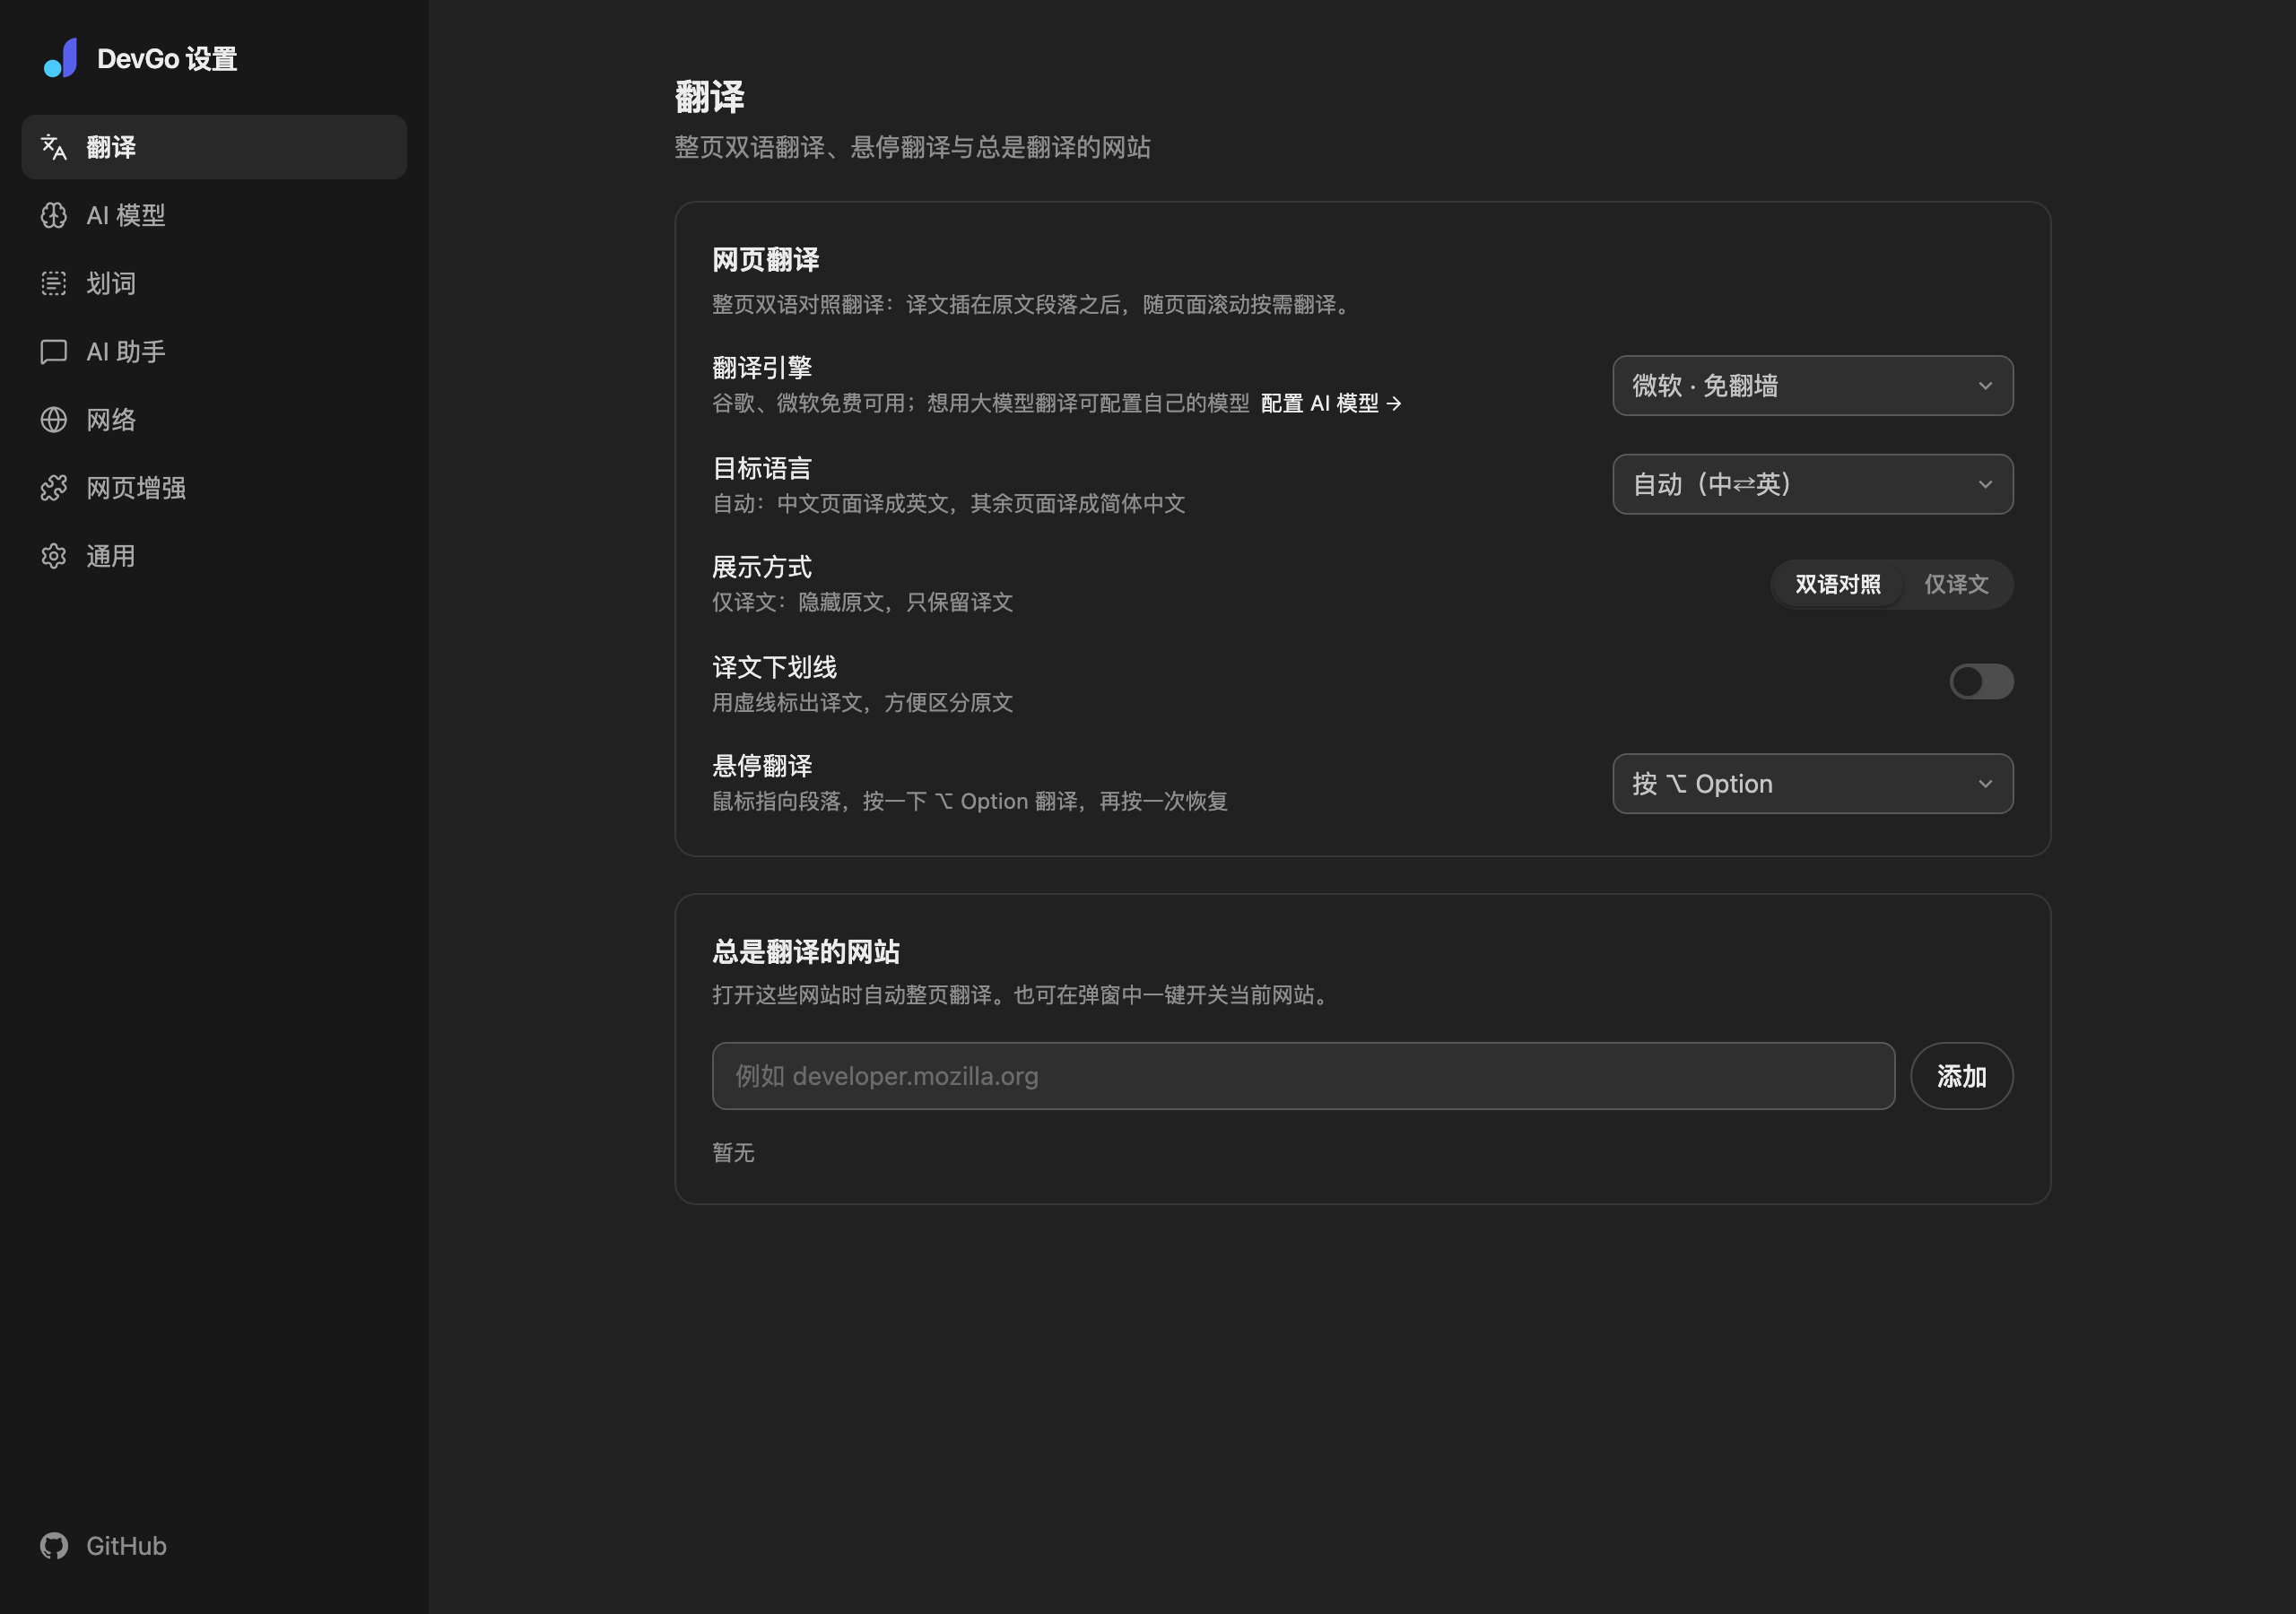 DevGo 设置
翻译
AI 模型
划词
AI 助手
网络
网页增强
通用
GitHub
翻译
整页双语翻译、悬停翻译与总是翻译的网站
网页翻译
整页双语对照翻译：译文插在原文段落之后，随页面滚动按需翻译。
翻译引擎
谷歌、微软免费可用；想用大模型翻译可配置自己的模型 配置 AI 模型 →
微软 · 免翻墙
目标语言
自动：中文页面译成英文，其余页面译成简体中文
自动（中⇄英）
展示方式
仅译文：隐藏原文，只保留译文
双语对照 仅译文
译文下划线
用虚线标出译文，方便区分原文
悬停翻译
鼠标指向段落，按一下 ⌥ Option 翻译，再按一次恢复
按 ⌥ Option
总是翻译的网站
打开这些网站时自动整页翻译。也可在弹窗中一键开关当前网站。
例如 developer.mozilla.org
添加
暂无